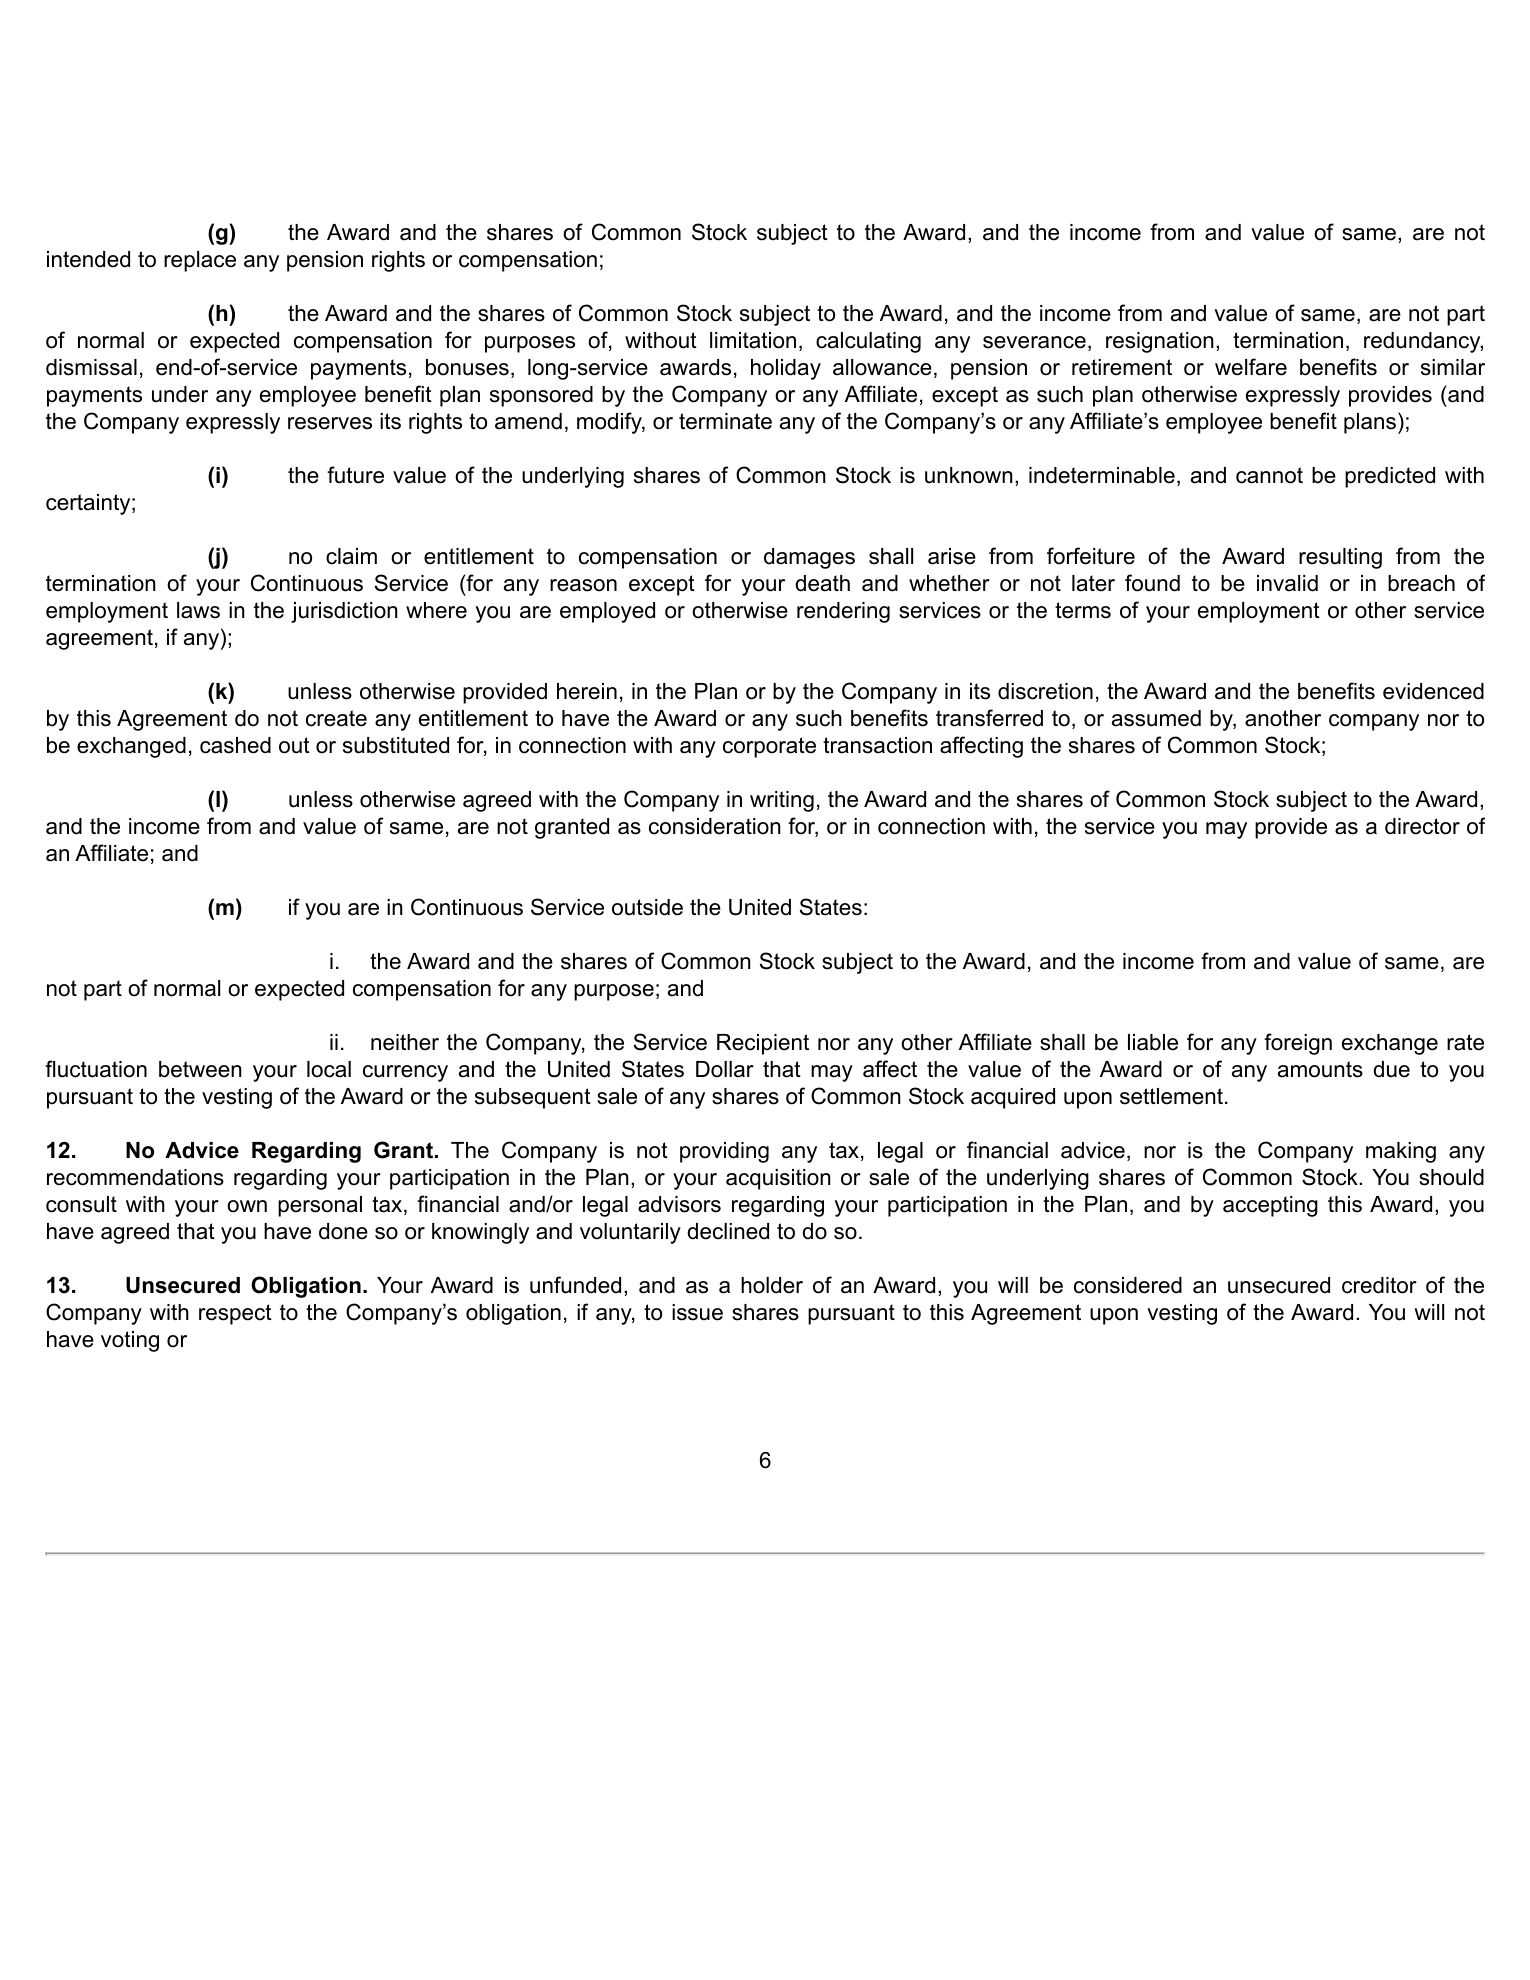 (g) the Award and the shares of Common Stock subject to the Award, and the income from and value of same, are not
intended to replace any pension rights or compensation;
(h) the Award and the shares of Common Stock subject to the Award, and the income from and value of same, are not part
of normal or expected compensation for purposes of, without limitation, calculating any severance, resignation, termination, redundancy,
dismissal, end-of-service payments, bonuses, long-service awards, holiday allowance, pension or retirement or welfare benefits or similar
payments under any employee benefit plan sponsored by the Company or any Affiliate, except as such plan otherwise expressly provides (and
the Company expressly reserves its rights to amend, modify, or terminate any of the Company’s or any Affiliate’s employee benefit plans);
(i) the future value of the underlying shares of Common Stock is unknown, indeterminable, and cannot be predicted with
certainty;
(j) no claim or entitlement to compensation or damages shall arise from forfeiture of the Award resulting from the
termination of your Continuous Service (for any reason except for your death and whether or not later found to be invalid or in breach of
employment laws in the jurisdiction where you are employed or otherwise rendering services or the terms of your employment or other service
agreement, if any);
(k) unless otherwise provided herein, in the Plan or by the Company in its discretion, the Award and the benefits evidenced
by this Agreement do not create any entitlement to have the Award or any such benefits transferred to, or assumed by, another company nor to
be exchanged, cashed out or substituted for, in connection with any corporate transaction affecting the shares of Common Stock;
(l) unless otherwise agreed with the Company in writing, the Award and the shares of Common Stock subject to the Award,
and the income from and value of same, are not granted as consideration for, or in connection with, the service you may provide as a director of
an Affiliate; and
(m) if you are in Continuous Service outside the United States:
i. the Award and the shares of Common Stock subject to the Award, and the income from and value of same, are
not part of normal or expected compensation for any purpose; and
ii. neither the Company, the Service Recipient nor any other Affiliate shall be liable for any foreign exchange rate
fluctuation between your local currency and the United States Dollar that may affect the value of the Award or of any amounts due to you
pursuant to the vesting of the Award or the subsequent sale of any shares of Common Stock acquired upon settlement.
12. No Advice Regarding Grant. The Company is not providing any tax, legal or financial advice, nor is the Company making any
recommendations regarding your participation in the Plan, or your acquisition or sale of the underlying shares of Common Stock. You should
consult with your own personal tax, financial and/or legal advisors regarding your participation in the Plan, and by accepting this Award, you
have agreed that you have done so or knowingly and voluntarily declined to do so.
13. Unsecured Obligation. Your Award is unfunded, and as a holder of an Award, you will be considered an unsecured creditor of the
Company with respect to the Company’s obligation, if any, to issue shares pursuant to this Agreement upon vesting of the Award. You will not
have voting or
6